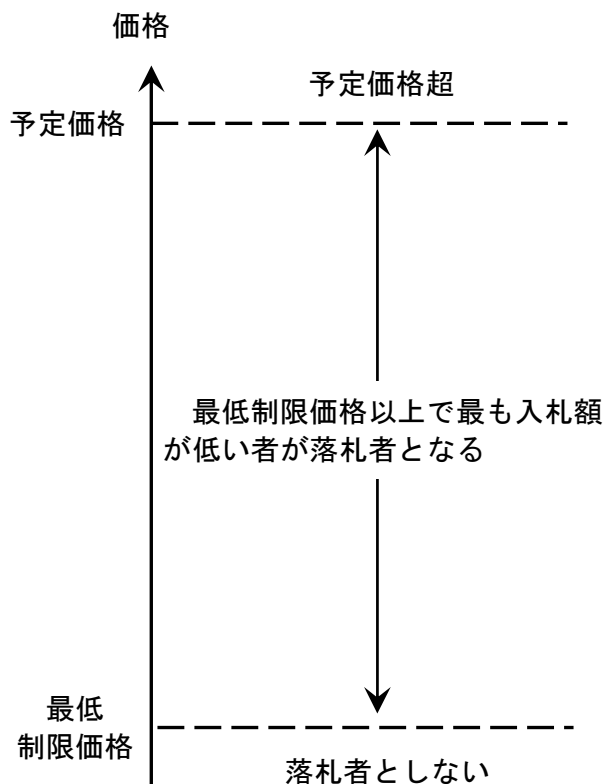 価格
予定価格超
予定価格
最低制限価格以上で最も入札額
が低い者が落札者となる
最低
制限価格
落札者としない